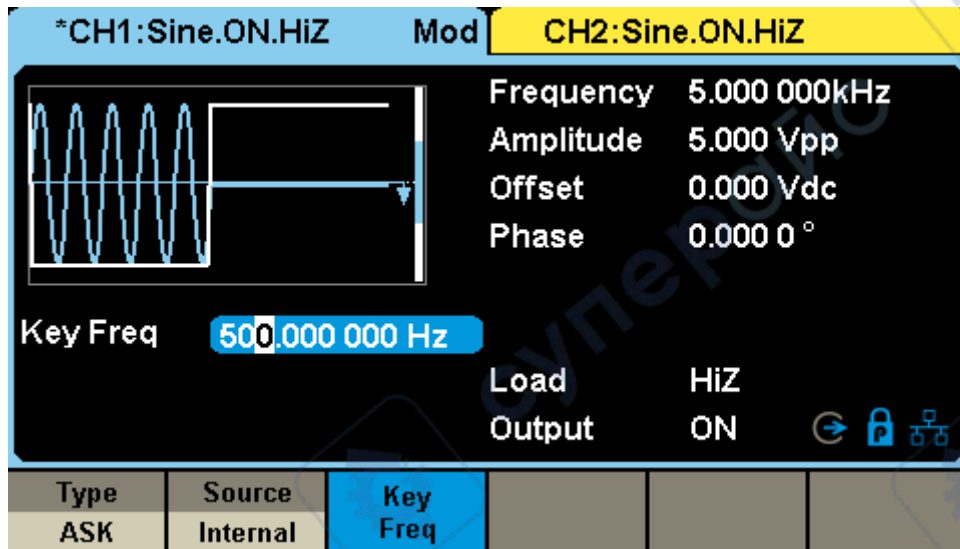 *CH1:Sine.ON.HiZ Mod CH2:Sine.ON.HiZ
Frequency 5.000 000kHz
Amplitude 5.000 Vpp
Offset 0.000 Vdc
Phase 0.000 0 °
Key Freq 500.000 000 Hz
Load HiZ
Output ON P
Type Source Key Freq
ASK Internal
суперайс